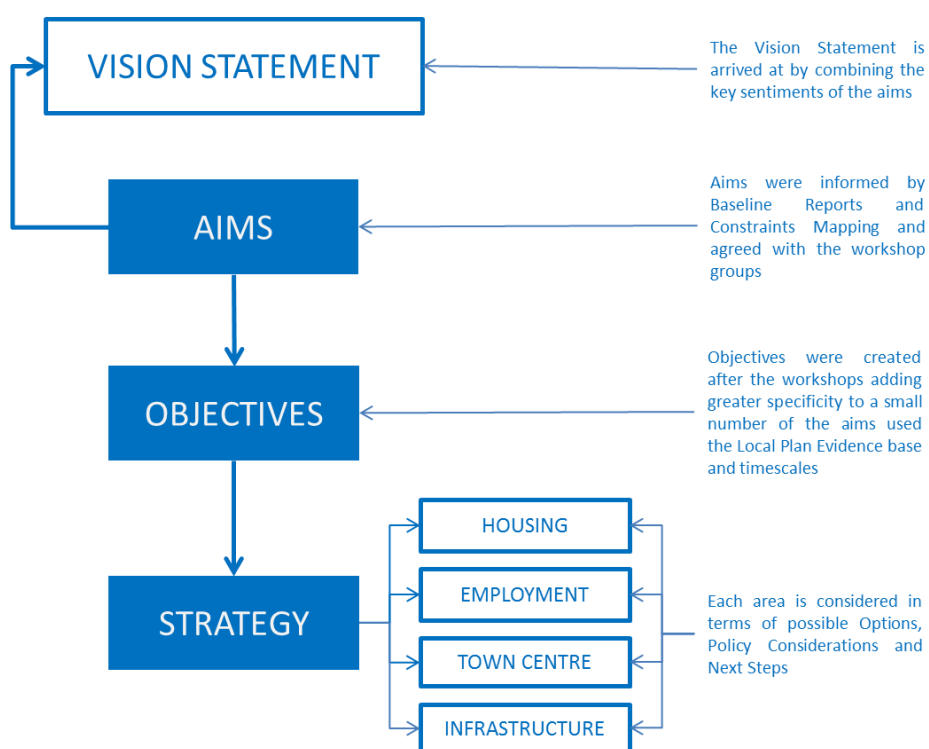 VISION STATEMENT
The Vision Statement is
arrived at by combining the
key sentiments of the aims
AIMS
Aims were informed by
Baseline Reports and
Constraints Mapping and
agreed with the workshop
groups
OBJECTIVES
Objectives were created
after the workshops adding
greater specificity to a small
number of the aims used
the Local Plan Evidence base
and timescales
STRATEGY
HOUSING
EMPLOYMENT
TOWN CENTRE
INFRASTRUCTURE
Each area is considered in
terms of possible Options,
Policy Considerations and
Next Steps